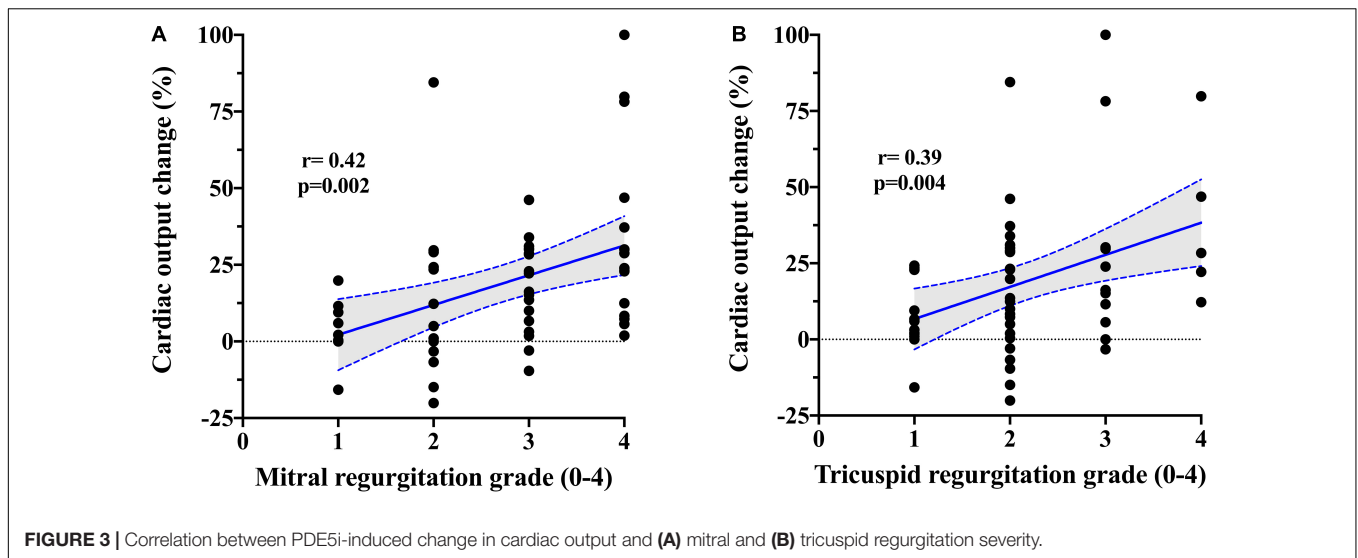 A
100
75
50
25
0
-25
Cardiac output change (%)
r= 0.42
p=0.002
0 1 2 3 4
Mitral regurgitation grade (0-4)
B
100
75
50
25
0
-25
Cardiac output change (%)
r= 0.39
p=0.004
0 1 2 3 4
Tricuspid regurgitation grade (0-4)
FIGURE 3 | Correlation between PDE5i-induced change in cardiac output and (A) mitral and (B) tricuspid regurgitation severity.